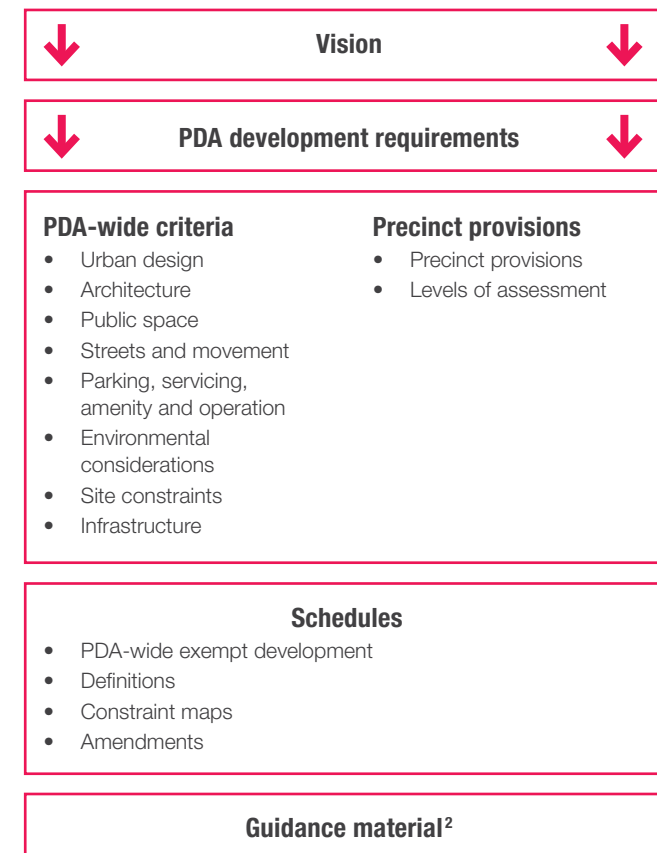 Vision
PDA development requirements
PDA-wide criteria
• Urban design
• Architecture
• Public space
• Streets and movement
• Parking, servicing,
amenity and operation
• Environmental
considerations
• Site constraints
• Infrastructure
Precinct provisions
• Precinct provisions
• Levels of assessment
Schedules
• PDA-wide exempt development
• Definitions
• Constraint maps
• Amendments
Guidance material²